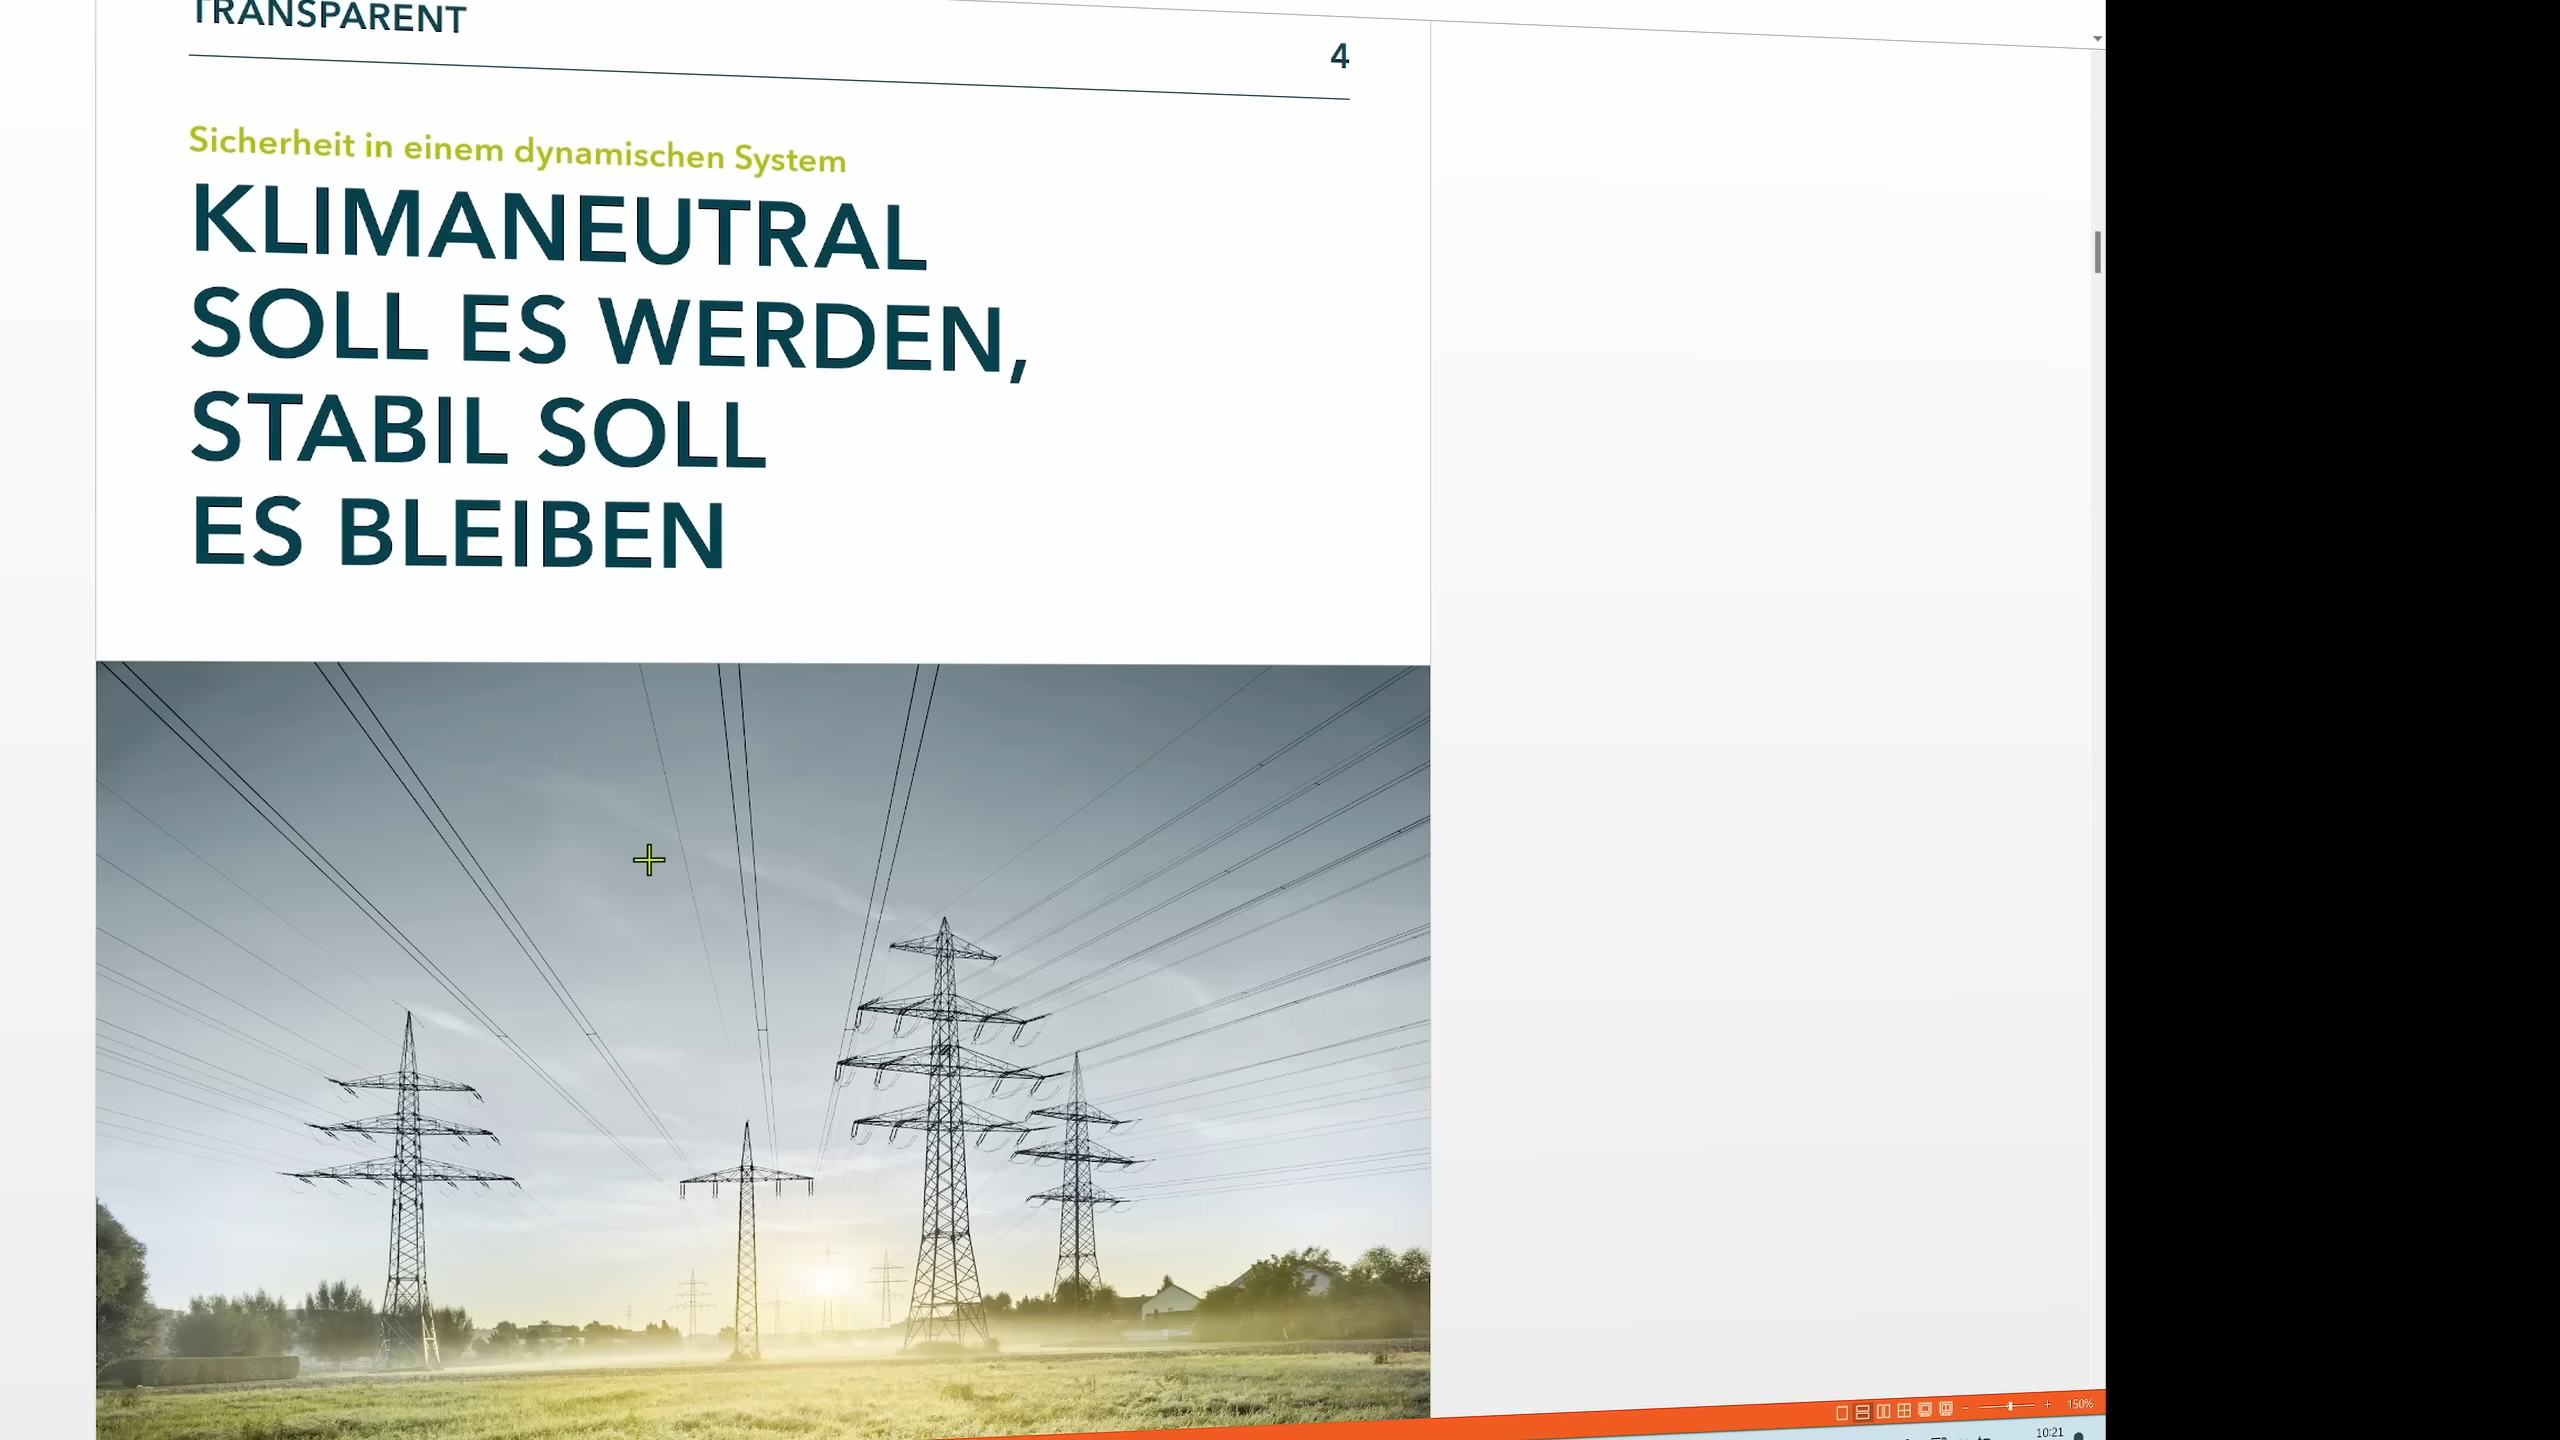 TRANSPARENT
4
Sicherheit in einem dynamischen System
KLIMANEUTRAL
SOLL ES WERDEN,
STABIL SOLL
ES BLEIBEN
150%
10:21